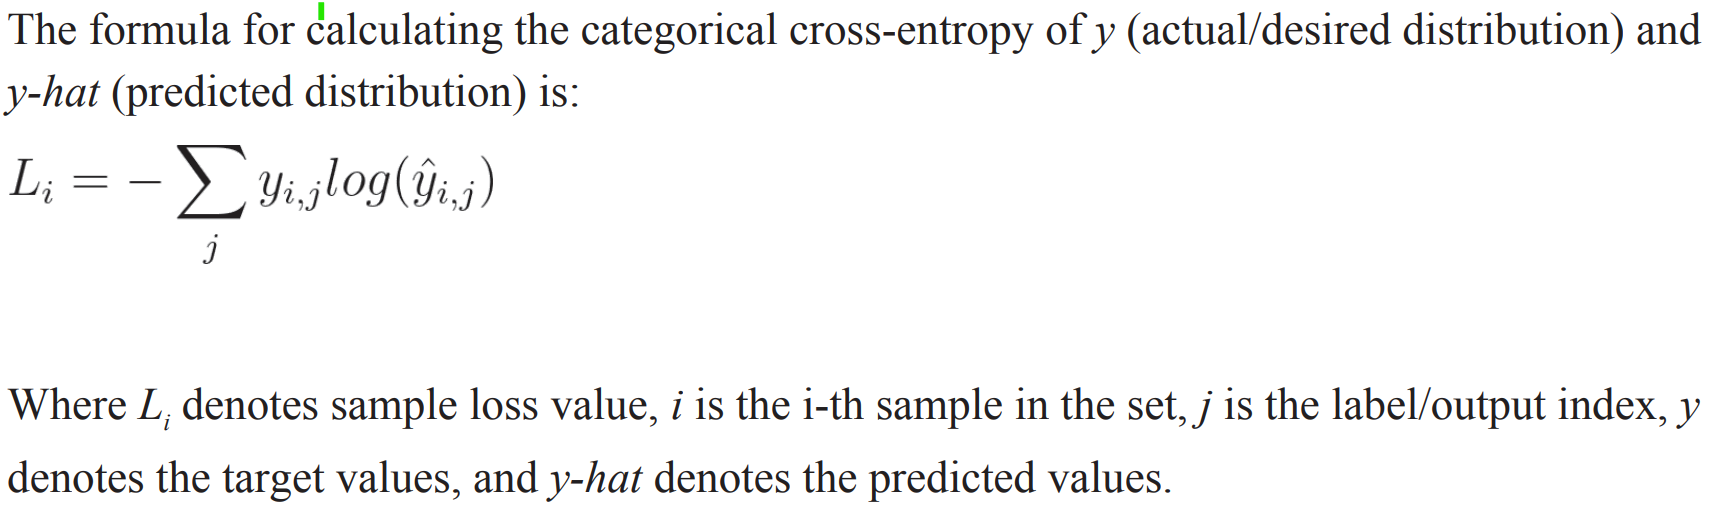 The formula for calculating the categorical cross-entropy of y (actual/desired distribution) and
y-hat (predicted distribution) is:
L_i = − ∑_j y_{i,j} log(ŷ_{i,j})
Where L_i denotes sample loss value, i is the i-th sample in the set, j is the label/output index, y
denotes the target values, and y-hat denotes the predicted values.